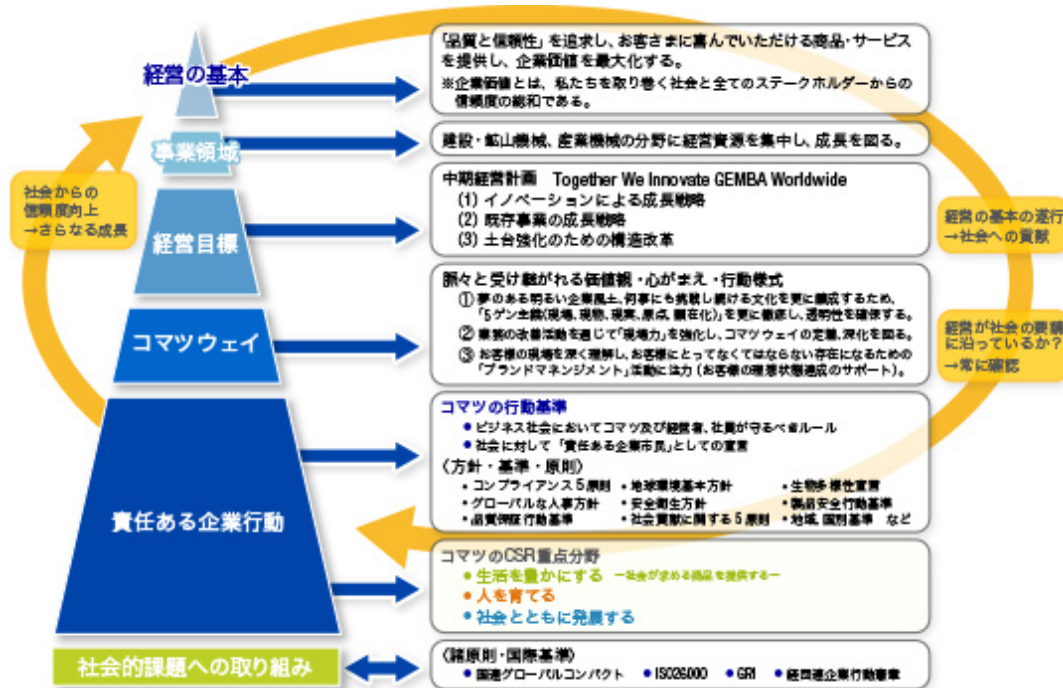 経営の基本
「品質と信頼性」を追求し、お客さまに喜んでいただける商品・サービス
を提供し、企業価値を最大化する。
※企業価値とは、私たちを取り巻く社会と全てのステークホルダーからの
信頼度の総和である。
事業領域
建設・鉱山機械、産業機械の分野に経営資源を集中し、成長を図る。
社会からの
信頼度向上
→さらなる成長
経営目標
中期経営計画 Together We Innovate GEMBA Worldwide
(1) イノベーションによる成長戦略
(2) 既存事業の成長戦略
(3) 土台強化のための構造改革
経営の基本の遂行
→社会への貢献
コマツウェイ
脈々と受け継がれる価値観・心がまえ・行動様式
① 夢のある明るい企業風土、何事にも挑戦し続ける文化を更に醸成するため、
「5ゲン主義(現場、現物、現実、原点、顕在化)」を更に徹底し、透明性を確保する。
② 業務の改善活動を通じて「現場力」を強化し、コマツウェイの定着、深化を図る。
③ お客様の現場を深く理解し、お客様にとってなくてはならない存在になるための
「ブランドマネジメント」活動に注力(お客様の理想状態達成のサポート)。
経営が社会の要請
に沿っているか?
→常に確認
責任ある企業行動
コマツの行動基準
● ビジネス社会においてコマツ及び経営者、社員が守るべきルール
● 社会に対して「責任ある企業市民」としての宣言
〈方針・基準・原則〉
・コンプライアンス5原則 ・地球環境基本方針 ・生物多様性宣言
・グローバルな人事方針 ・安全衛生方針 ・製品安全行動基準
・品質保証行動基準 ・社会貢献に関する5原則 ・地域、国別基準 など
コマツのCSR重点分野
● 生活を豊かにする －社会が求める商品を提供する－
● 人を育てる
● 社会とともに発展する
社会的課題への取り組み
〈諸原則・国際基準〉
● 国連グローバルコンパクト ● ISO26000 ● GRI ● 経団連企業行動憲章